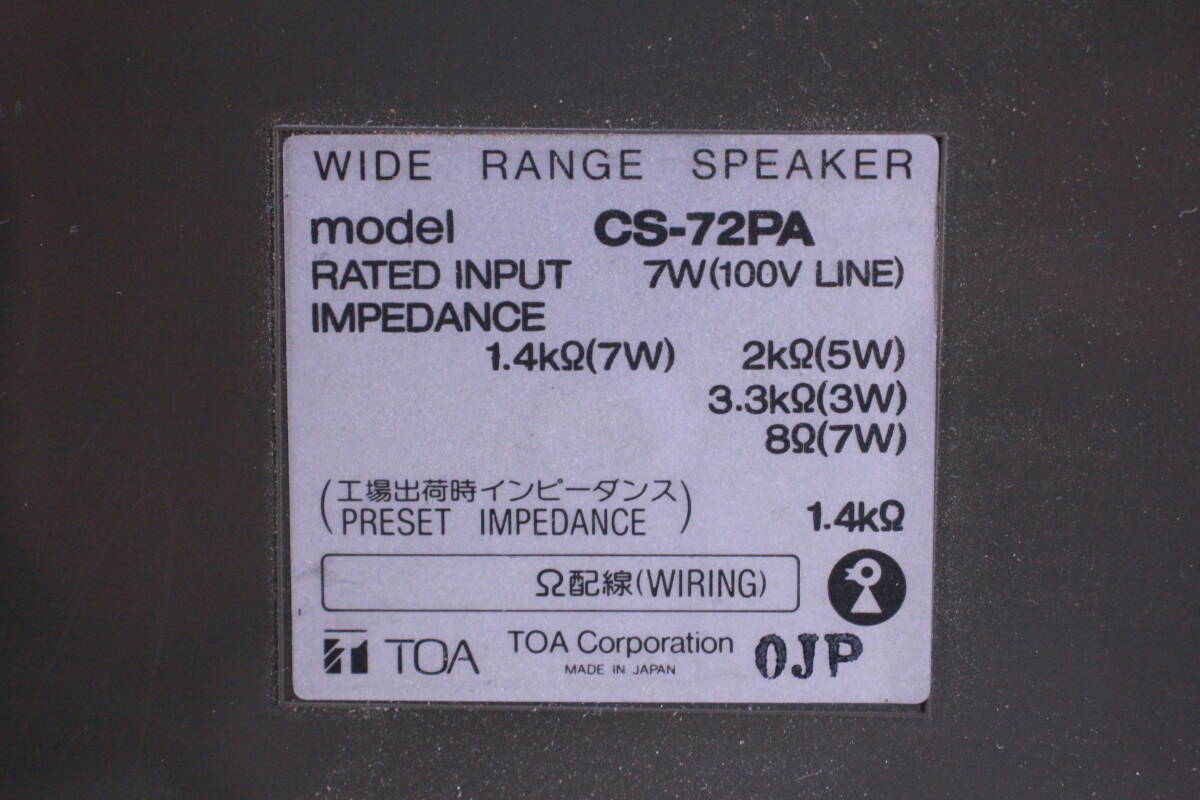 WIDE RANGE SPEAKER
model CS-72PA
RATED INPUT 7W(100V LINE)
IMPEDANCE
1.4kΩ(7W) 2kΩ(5W)
3.3kΩ(3W)
8Ω(7W)
(工場出荷時インピーダンス
PRESET IMPEDANCE) 1.4kΩ
Ω配線(WIRING)
TOA TOA Corporation 0JP
MADE IN JAPAN